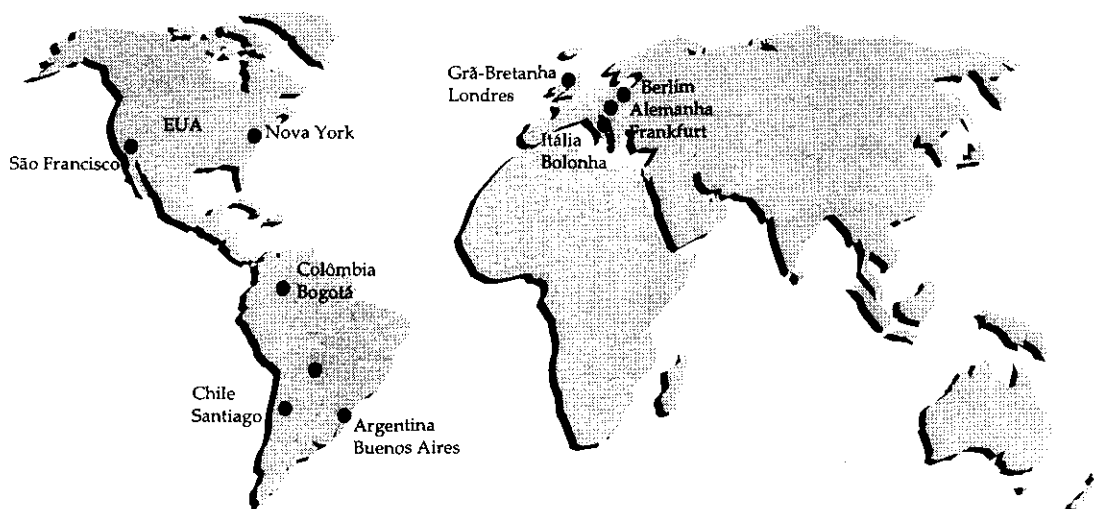 Grã-Bretanha
Londres
Berlim
Alemanha
Frankfurt
EUA
Nova York
Itália
Bolonha
São Francisco
Colômbia
Bogotá
Chile
Santiago
Argentina
Buenos Aires